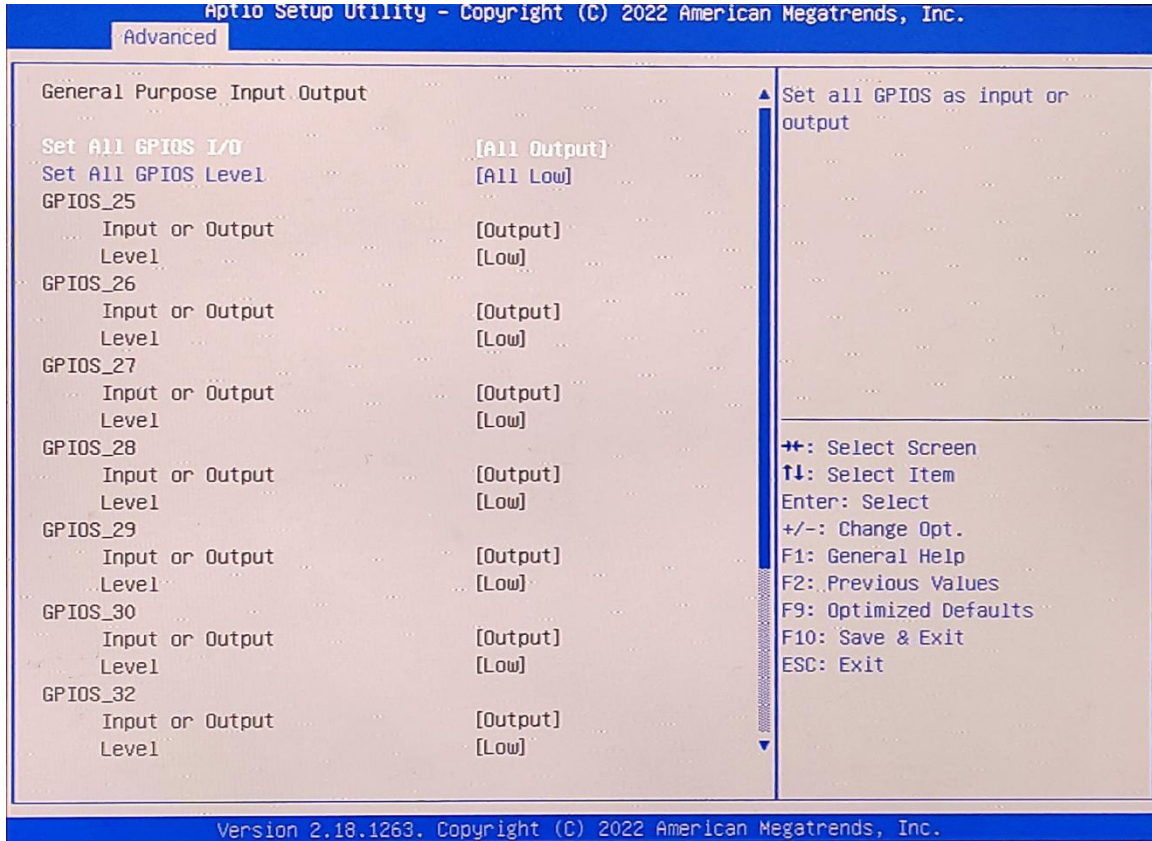 Aptio Setup Utility - Copyright (C) 2022 American Megatrends, Inc.
Advanced
General Purpose Input Output
Set All GPIOS I/O [All Output]
Set All GPIOS Level [All Low]
GPIOS_25
Input or Output [Output]
Level [Low]
GPIOS_26
Input or Output [Output]
Level [Low]
GPIOS_27
Input or Output [Output]
Level [Low]
GPIOS_28
Input or Output [Output]
Level [Low]
GPIOS_29
Input or Output [Output]
Level [Low]
GPIOS_30
Input or Output [Output]
Level [Low]
GPIOS_32
Input or Output [Output]
Level [Low]
Set all GPIOS as input or
output
→←: Select Screen
↑↓: Select Item
Enter: Select
+/-: Change Opt.
F1: General Help
F2: Previous Values
F9: Optimized Defaults
F10: Save & Exit
ESC: Exit
Version 2.18.1263. Copyright (C) 2022 American Megatrends, Inc.